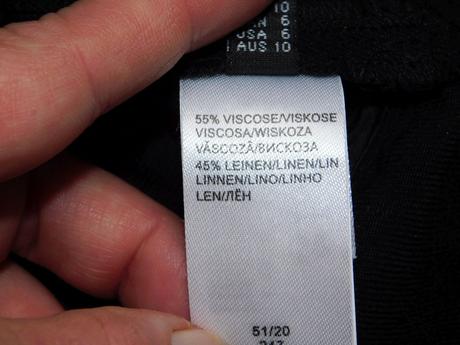 10
6
USA 6
AUS 10
55% VISCOSE/VISKOSE
VISCOSA/WISKOZA
VÂSCOZĂ/ВИСКОЗА
45% LEINEN/LINEN/LIN
LINNEN/LINO/LINHO
LEN/ЛЁН
51/20